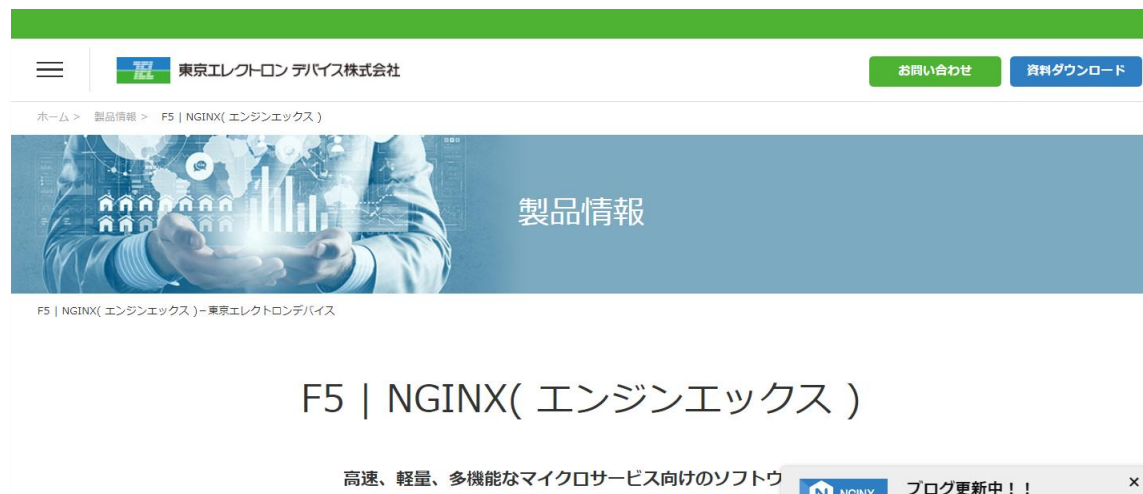 TEL 東京エレクトロン デバイス株式会社
お問い合わせ
資料ダウンロード
ホーム > 製品情報 > F5 | NGINX( エンジンエックス )
製品情報
F5 | NGINX( エンジンエックス )－東京エレクトロンデバイス
F5 | NGINX( エンジンエックス )
高速、軽量、多機能なマイクロサービス向けのソフトウ
NGINX
ブログ更新中！！
×